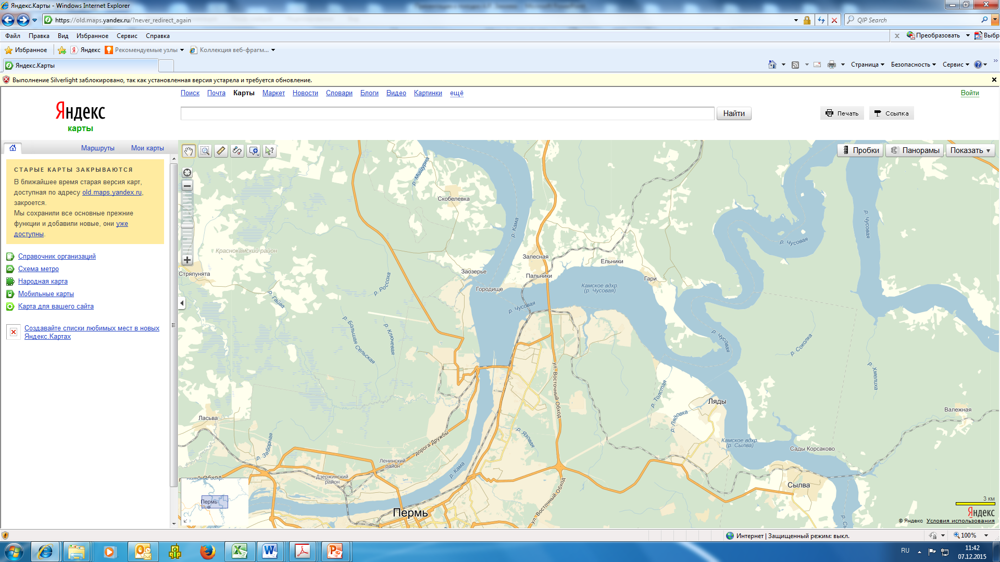 Яндекс.Карты - Windows Internet Explorer
https://old.maps.yandex.ru/?never_redirect_again
QIP Search
Файл Правка Вид Избранное Сервис Справка
x Преобразовать Выбр
Избранное Яндекс Рекомендуемые узлы Коллекция веб-фрагм...
Яндекс.Карты
Страница Безопасность Сервис
Выполнение Silverlight заблокировано, так как установленная версия устарела и требуется обновление.
Поиск Почта Карты Маркет Новости Словари Блоги Видео Картинки ещё
Войти
Яндекс
карты
Найти
Печать
Ссылка
Маршруты Мои карты
Пробки Панорамы Показать
СТАРЫЕ КАРТЫ ЗАКРЫВАЮТСЯ
В ближайшее время старая версия карт,
доступная по адресу old.maps.yandex.ru,
закроется.
Мы сохранили все основные прежние
функции и добавили новые, они уже
доступны.
Справочник организаций
Схема метро
Народная карта
Мобильные карты
Карта для вашего сайта
Создавайте списки любимых мест в новых
Яндекс.Картах
р. Мишурна
Скобелевка
р. Кама
р. Чусовая
р. Чусовая
Краснокамский район
Залесная
Ельники
Стряпунята
Заозерье
Пальники
Гари
р. Россоха
Городище
Камское вдхр.
(р. Чусовая)
р. Гайва
р. Чусовая
р. Большая Сельская
р. Ключевая
р. Чусовая
р. Соколка
ул. Восточный Обход
р. Хмелиха
р. Толстая
Ляды
Валежная
Ласьва
р. Лядовка
р. Заборная
дорога Дружбы
р. Язовая
Камское вдхр.
(р. Сылва)
Сады Корсаково
Ленинский
район
р. Кама
Дзержинский
район
Камское вдхр.
Пермь
Сылва
ул. Восточный Обход
Пермь
3 км
Яндекс
© Яндекс Условия использования
Интернет | Защищенный режим: выкл.
100%
RU
11:42
07.12.2015